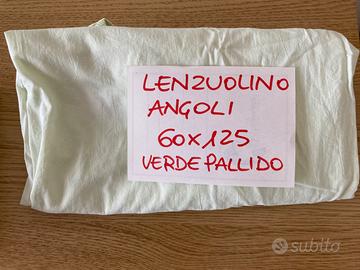 LENZUOLINO
ANGOLI
60x125
VERDE PALLIDO
subito